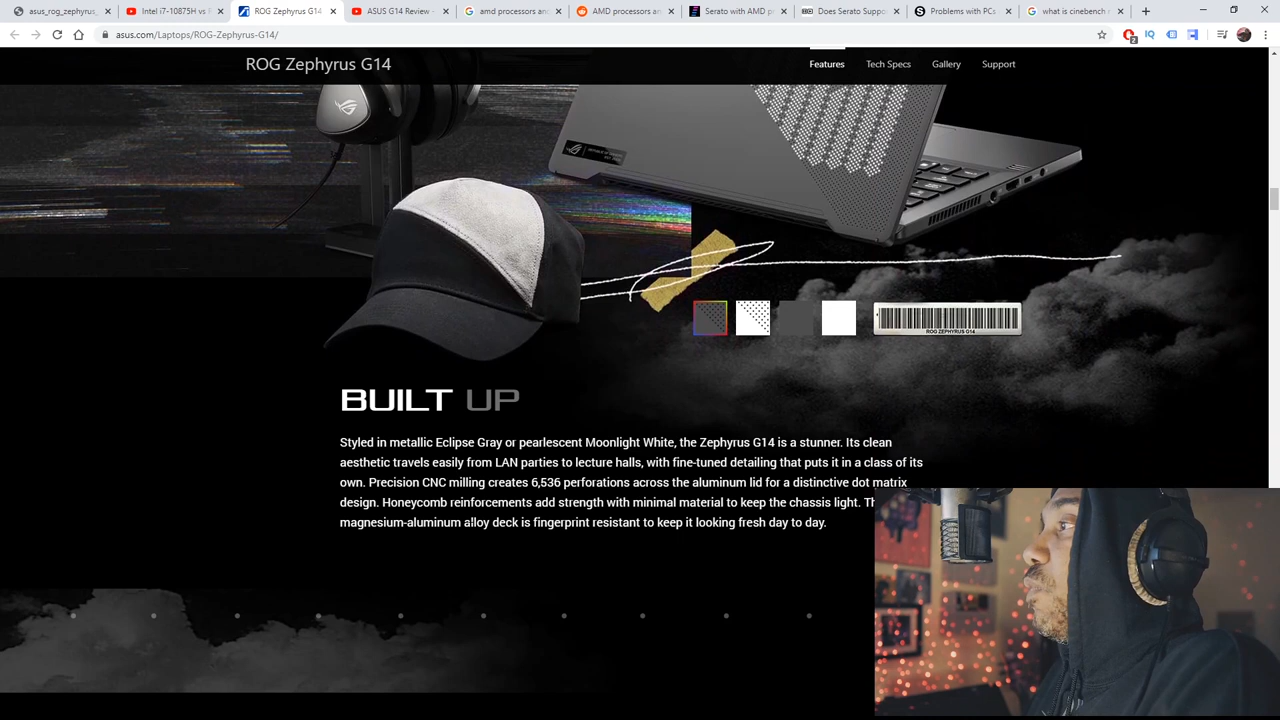 asus_rog_zephyrus_
Intel i7-10875H vs
ROG Zephyrus G14
ASUS G14 Review -
amd processors an
AMD processors a
Serato with AMD p
Does Serato Suppo
Problems with PCs
what is cinebench
asus.com/Laptops/ROG-Zephyrus-G14/
ROG Zephyrus G14
Features
Tech Specs
Gallery
Support
ROG ZEPHYRUS G14
BUILT UP
Styled in metallic Eclipse Gray or pearlescent Moonlight White, the Zephyrus G14 is a stunner. Its clean
aesthetic travels easily from LAN parties to lecture halls, with fine-tuned detailing that puts it in a class of its
own. Precision CNC milling creates 6,536 perforations across the aluminum lid for a distinctive dot matrix
design. Honeycomb reinforcements add strength with minimal material to keep the chassis light. Th
magnesium-aluminum alloy deck is fingerprint resistant to keep it looking fresh day to day.